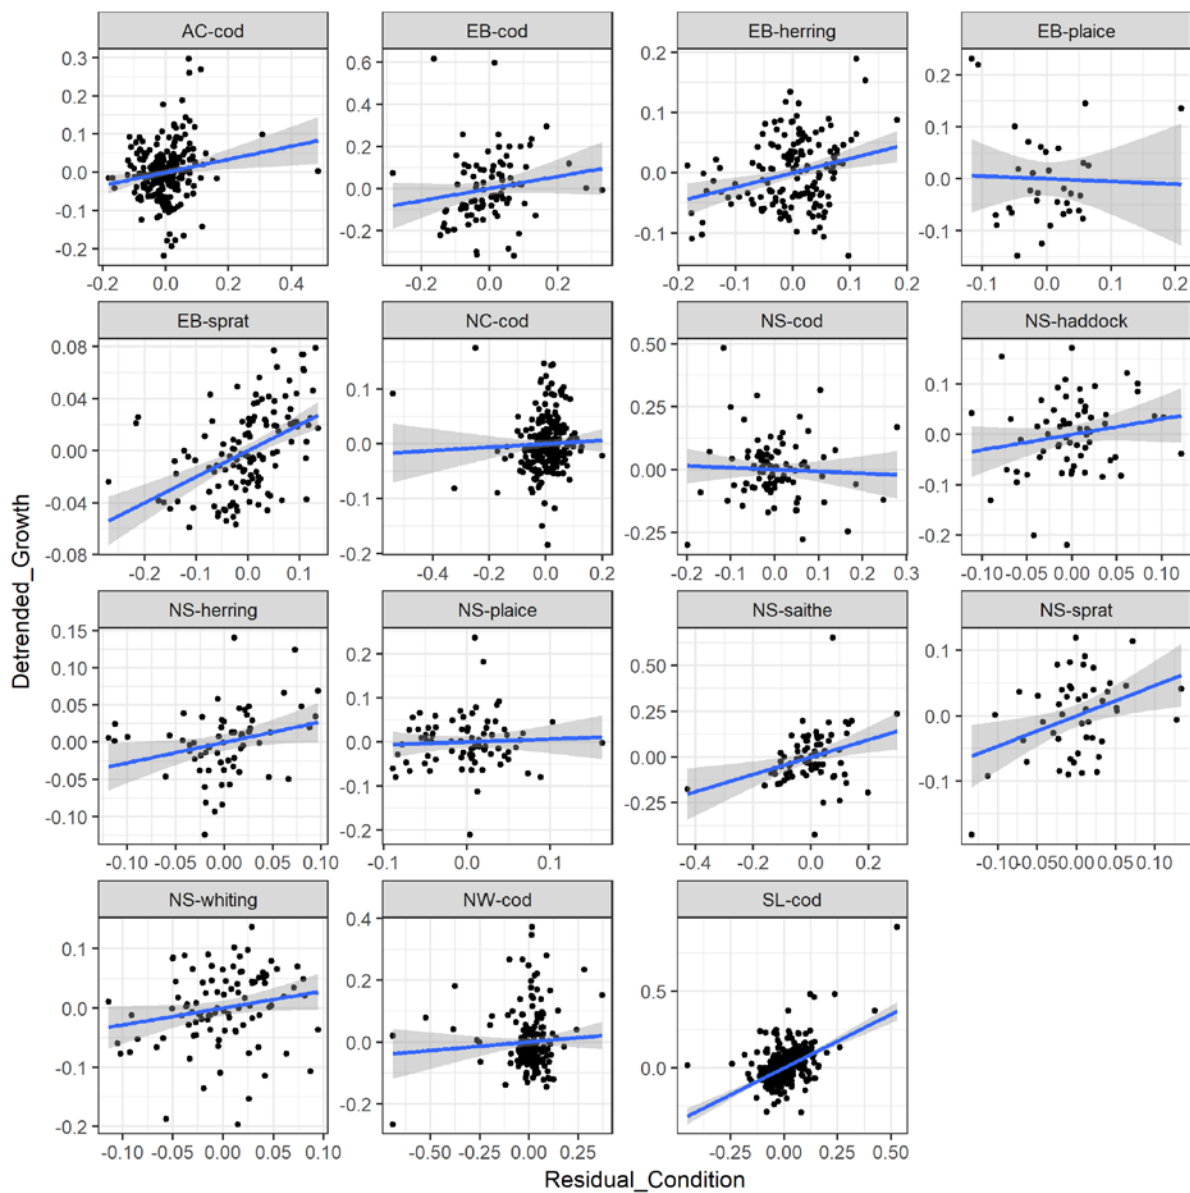 AC-cod EB-cod EB-herring EB-plaice
0.3 0.2 0.1 0.0 -0.1 -0.2
0.6 0.4 0.2 0.0 -0.2
0.2 0.1 0.0 -0.1
0.2 0.1 0.0 -0.1
-0.2 0.0 0.2 0.4
-0.2 0.0 0.2
-0.2 -0.1 0.0 0.1 0.2
-0.1 0.0 0.1 0.2
EB-sprat NC-cod NS-cod NS-haddock
0.08 0.04 0.00 -0.04 -0.08
0.1 0.0 -0.1 -0.2
0.50 0.25 0.00 -0.25
0.1 0.0 -0.1 -0.2
-0.2 -0.1 0.0 0.1
-0.4 -0.2 0.0 0.2
-0.2 -0.1 0.0 0.1 0.2 0.3
-0.10 -0.05 0.00 0.05 0.10
Detrended_Growth
NS-herring NS-plaice NS-saithe NS-sprat
0.15 0.10 0.05 0.00 -0.05 -0.10
0.2 0.1 0.0 -0.1 -0.2
0.50 0.25 0.00 -0.25
0.1 0.0 -0.1
-0.10 -0.05 0.00 0.05 0.10
-0.1 0.0 0.1
-0.4 -0.2 0.0 0.2
-0.10 -0.05 0.00 0.05 0.10
NS-whiting NW-cod SL-cod
0.1 0.0 -0.1 -0.2
0.4 0.2 0.0 -0.2
0.5 0.0
-0.10 -0.05 0.00 0.05 0.10
-0.50 -0.25 0.00 0.25
-0.25 0.00 0.25 0.50
Residual_Condition